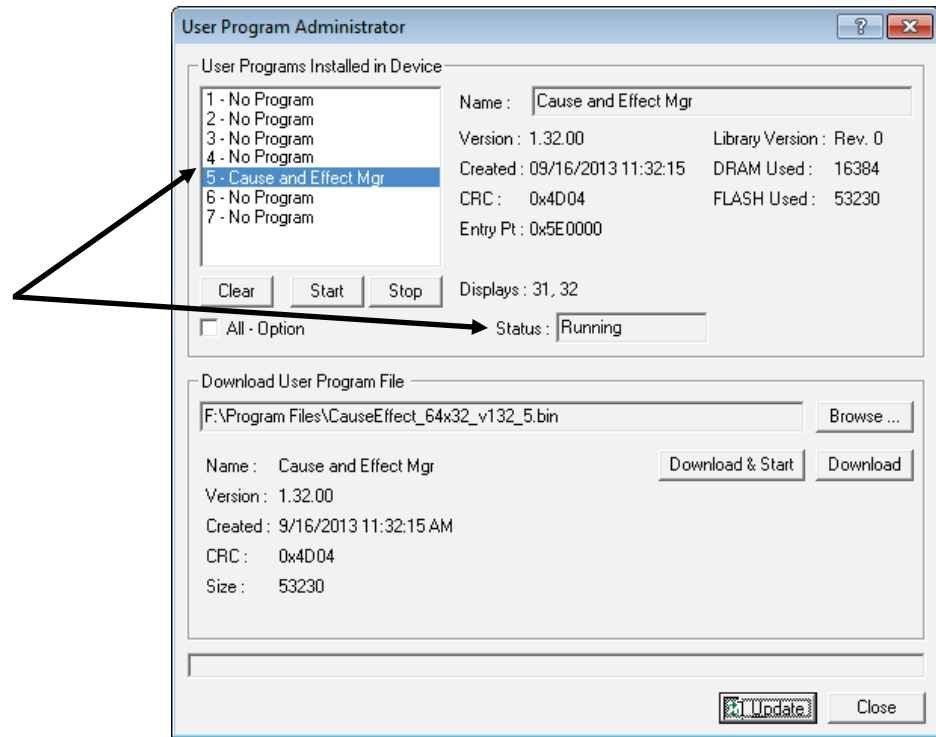 User Program Administrator
User Programs Installed in Device
1 - No Program
2 - No Program
3 - No Program
4 - No Program
5 - Cause and Effect Mgr
6 - No Program
7 - No Program
Name : Cause and Effect Mgr
Version : 1.32.00 Library Version : Rev. 0
Created : 09/16/2013 11:32:15 DRAM Used : 16384
CRC : 0x4D04 FLASH Used : 53230
Entry Pt : 0x5E0000
Clear Start Stop Displays : 31, 32
All - Option Status : Running
Download User Program File
F:\Program Files\CauseEffect_64x32_v132_5.bin Browse ...
Name : Cause and Effect Mgr Download & Start Download
Version : 1.32.00
Created : 9/16/2013 11:32:15 AM
CRC : 0x4D04
Size : 53230
Update Close